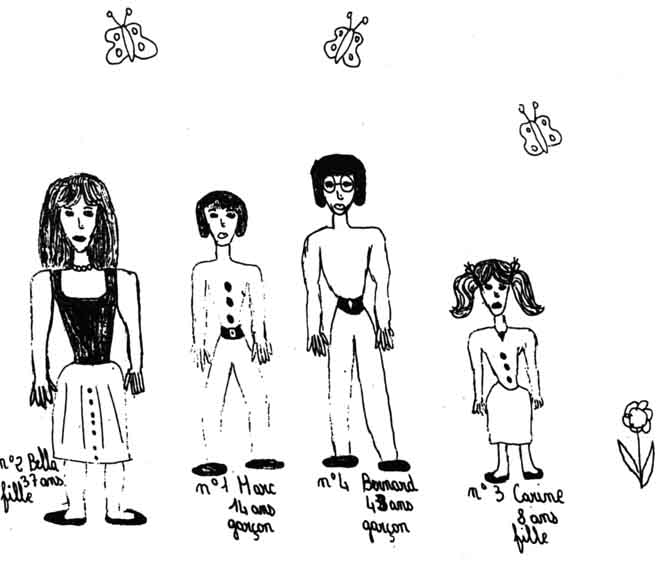 n°2 Bella
37 ans
fille
n°1 Marc
14 ans
garçon
n°4 Bernard
43 ans
garçon
n°3 Carine
8 ans
fille